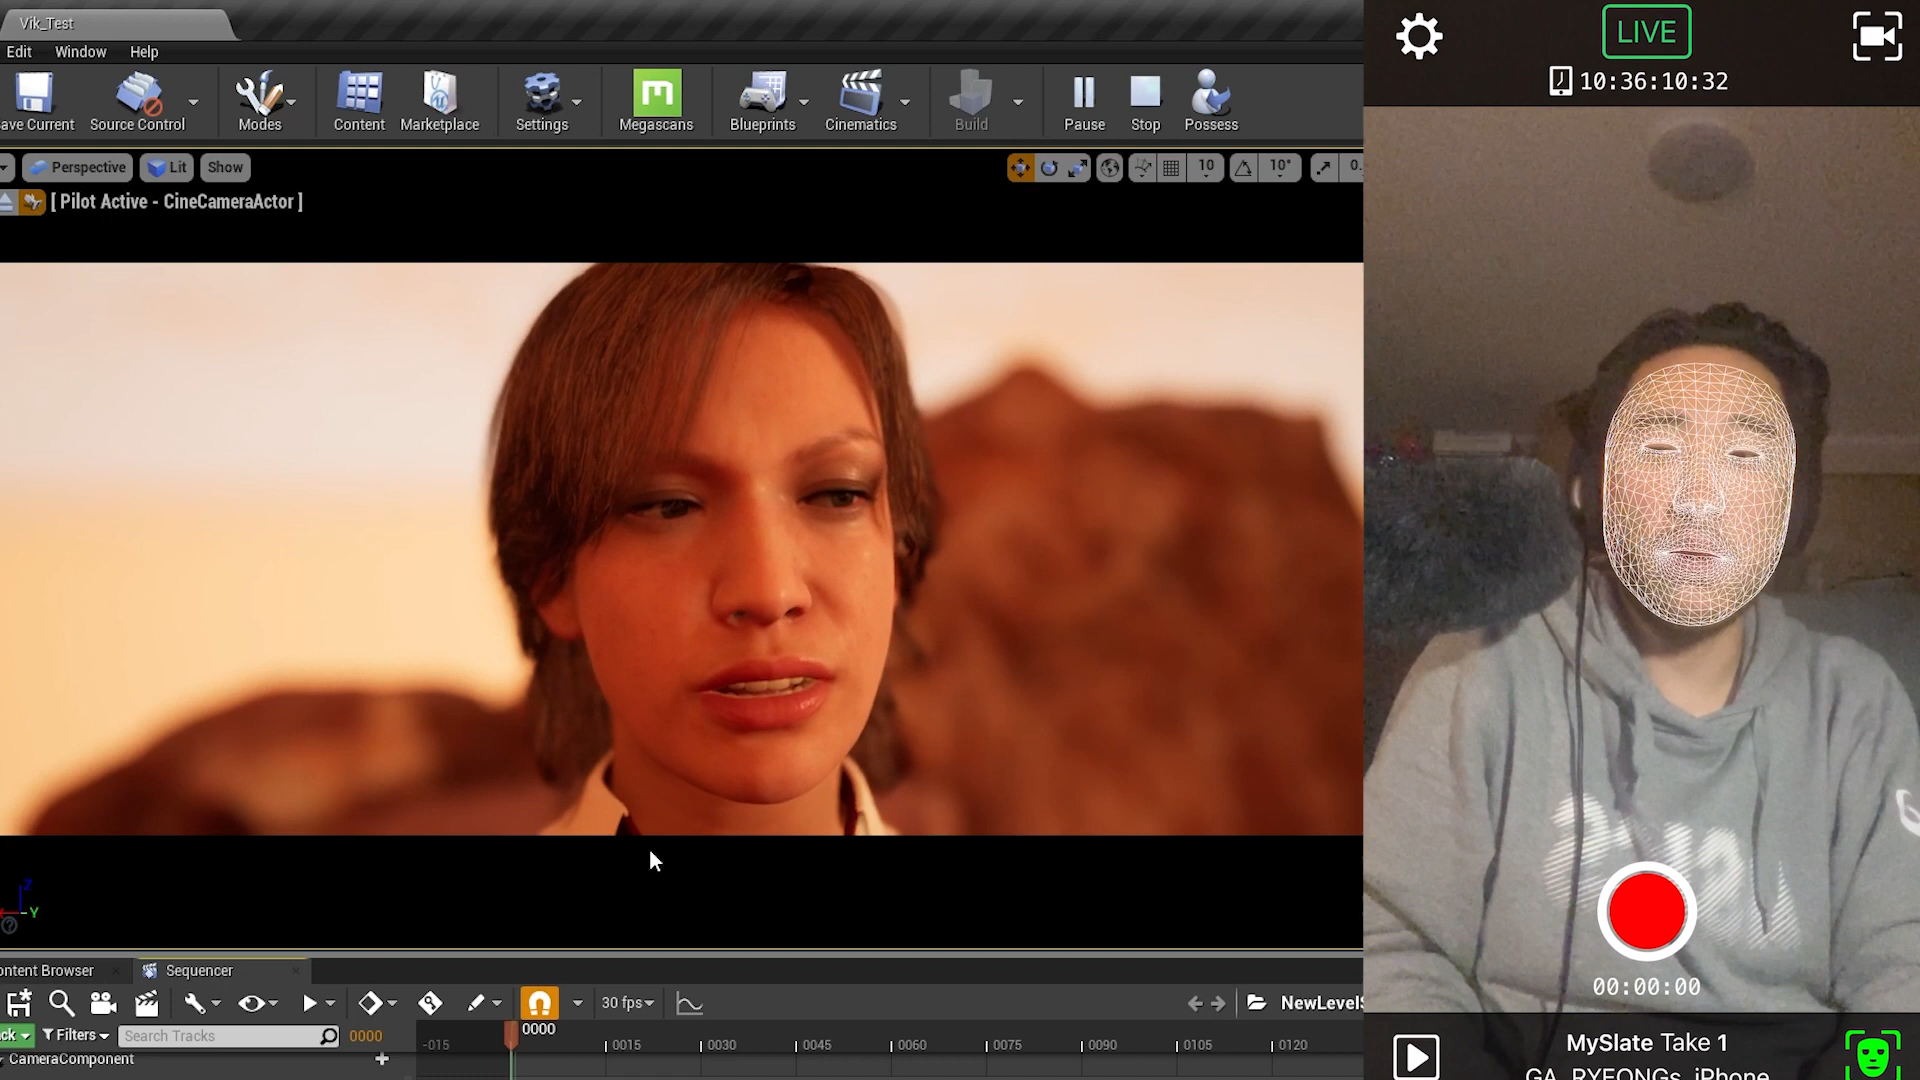 Vik_Test
Edit Window Help
ave Current Source Control Modes Content Marketplace Settings Megascans Blueprints Cinematics Build Pause Stop Possess
Perspective Lit Show 10 10° 0.
[ Pilot Active - CineCameraActor ]
Z
Y
ontent Browser Sequencer
30 fps NewLevelS
ck Filters Search Tracks 0000 0000
-015 0015 0030 0045 0060 0075 0090 0105 0120
CameraComponent
LIVE
10:36:10:32
00:00:00
MySlate Take 1
GA_RYEONGs_iPhone